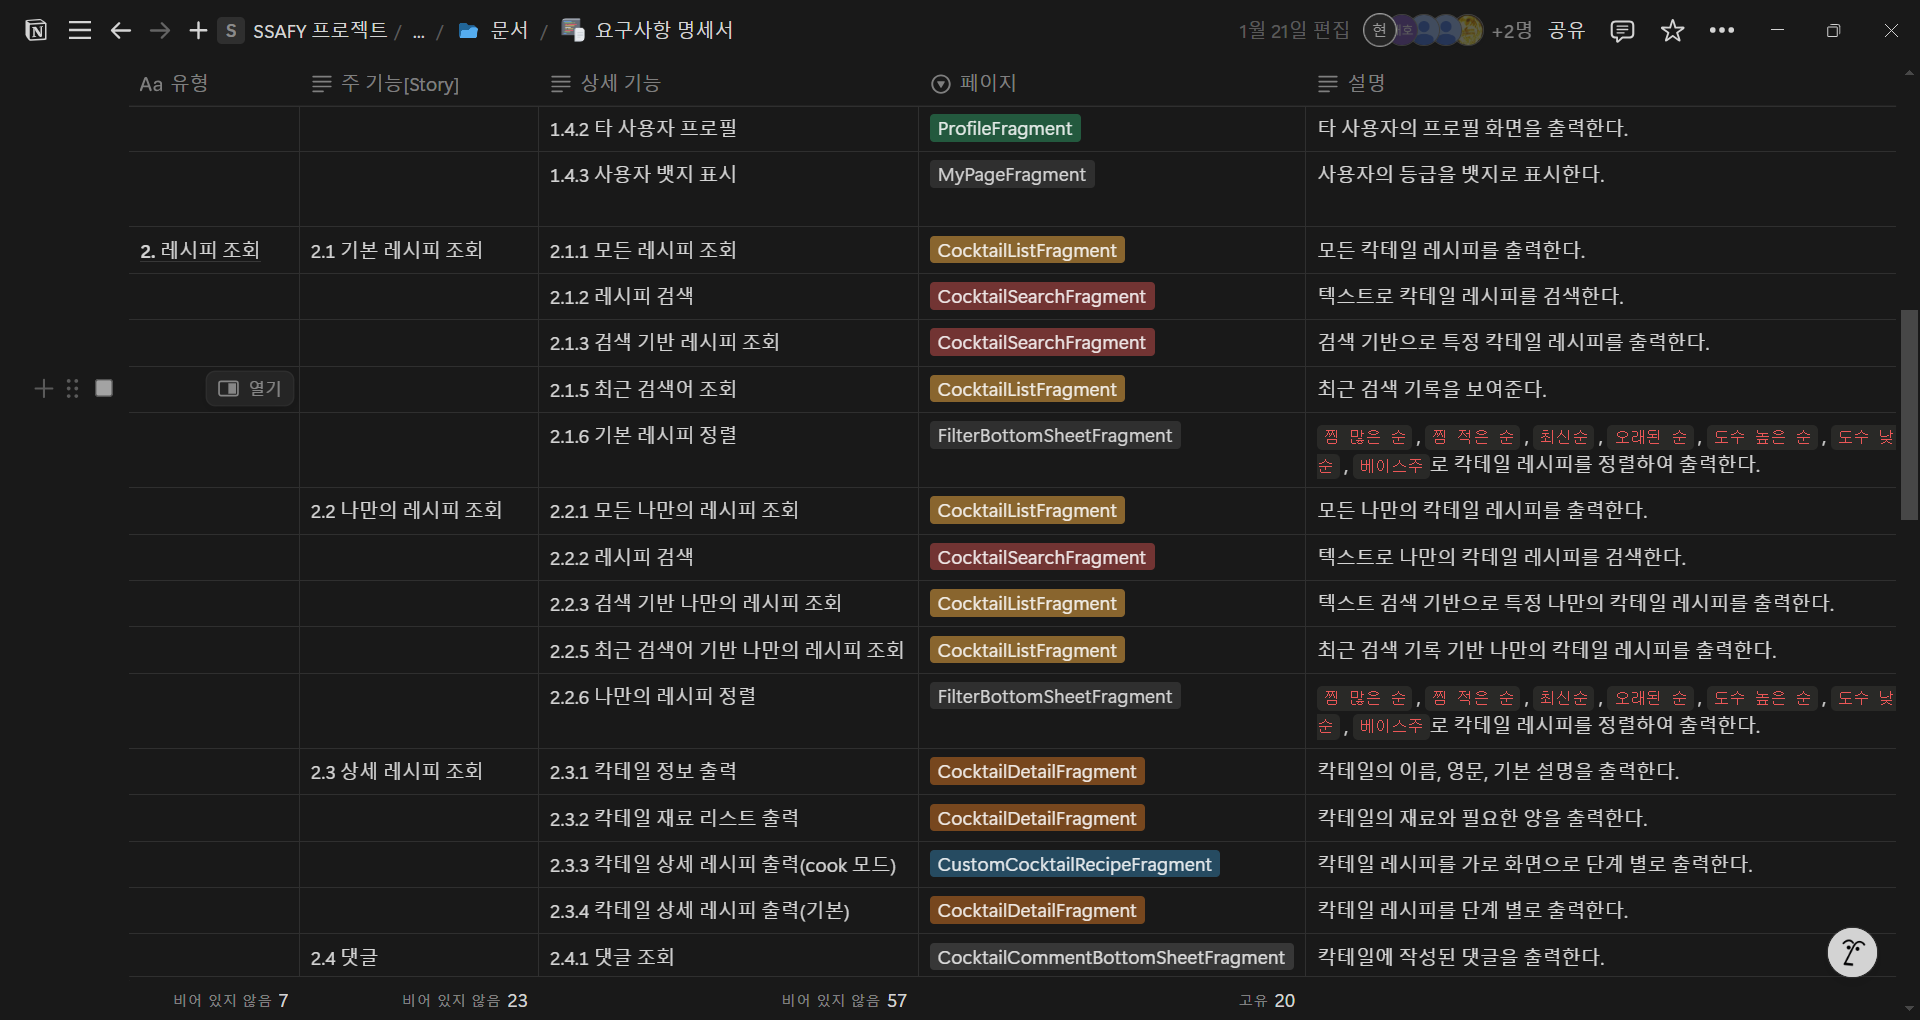 S SSAFY 프로젝트 / ... / 문서 / 요구사항 명세서 1월 21일 편집 현 +2명 공유
Aa 유형 주 기능[Story] 상세 기능 페이지 설명
1.4.2 타 사용자 프로필 ProfileFragment 타 사용자의 프로필 화면을 출력한다.
1.4.3 사용자 뱃지 표시 MyPageFragment 사용자의 등급을 뱃지로 표시한다.
2. 레시피 조회 2.1 기본 레시피 조회 2.1.1 모든 레시피 조회 CocktailListFragment 모든 칵테일 레시피를 출력한다.
2.1.2 레시피 검색 CocktailSearchFragment 텍스트로 칵테일 레시피를 검색한다.
2.1.3 검색 기반 레시피 조회 CocktailSearchFragment 검색 기반으로 특정 칵테일 레시피를 출력한다.
열기 2.1.5 최근 검색어 조회 CocktailListFragment 최근 검색 기록을 보여준다.
2.1.6 기본 레시피 정렬 FilterBottomSheetFragment 찜 많은 순 , 찜 적은 순 , 최신순 , 오래된 순 , 도수 높은 순 , 도수 낮
순 , 베이스주 로 칵테일 레시피를 정렬하여 출력한다.
2.2 나만의 레시피 조회 2.2.1 모든 나만의 레시피 조회 CocktailListFragment 모든 나만의 칵테일 레시피를 출력한다.
2.2.2 레시피 검색 CocktailSearchFragment 텍스트로 나만의 칵테일 레시피를 검색한다.
2.2.3 검색 기반 나만의 레시피 조회 CocktailListFragment 텍스트 검색 기반으로 특정 나만의 칵테일 레시피를 출력한다.
2.2.5 최근 검색어 기반 나만의 레시피 조회 CocktailListFragment 최근 검색 기록 기반 나만의 칵테일 레시피를 출력한다.
2.2.6 나만의 레시피 정렬 FilterBottomSheetFragment 찜 많은 순 , 찜 적은 순 , 최신순 , 오래된 순 , 도수 높은 순 , 도수 낮
순 , 베이스주 로 칵테일 레시피를 정렬하여 출력한다.
2.3 상세 레시피 조회 2.3.1 칵테일 정보 출력 CocktailDetailFragment 칵테일의 이름, 영문, 기본 설명을 출력한다.
2.3.2 칵테일 재료 리스트 출력 CocktailDetailFragment 칵테일의 재료와 필요한 양을 출력한다.
2.3.3 칵테일 상세 레시피 출력(cook 모드) CustomCocktailRecipeFragment 칵테일 레시피를 가로 화면으로 단계 별로 출력한다.
2.3.4 칵테일 상세 레시피 출력(기본) CocktailDetailFragment 칵테일 레시피를 단계 별로 출력한다.
2.4 댓글 2.4.1 댓글 조회 CocktailCommentBottomSheetFragment 칵테일에 작성된 댓글을 출력한다.
비어 있지 않음 7 비어 있지 않음 23 비어 있지 않음 57 고유 20